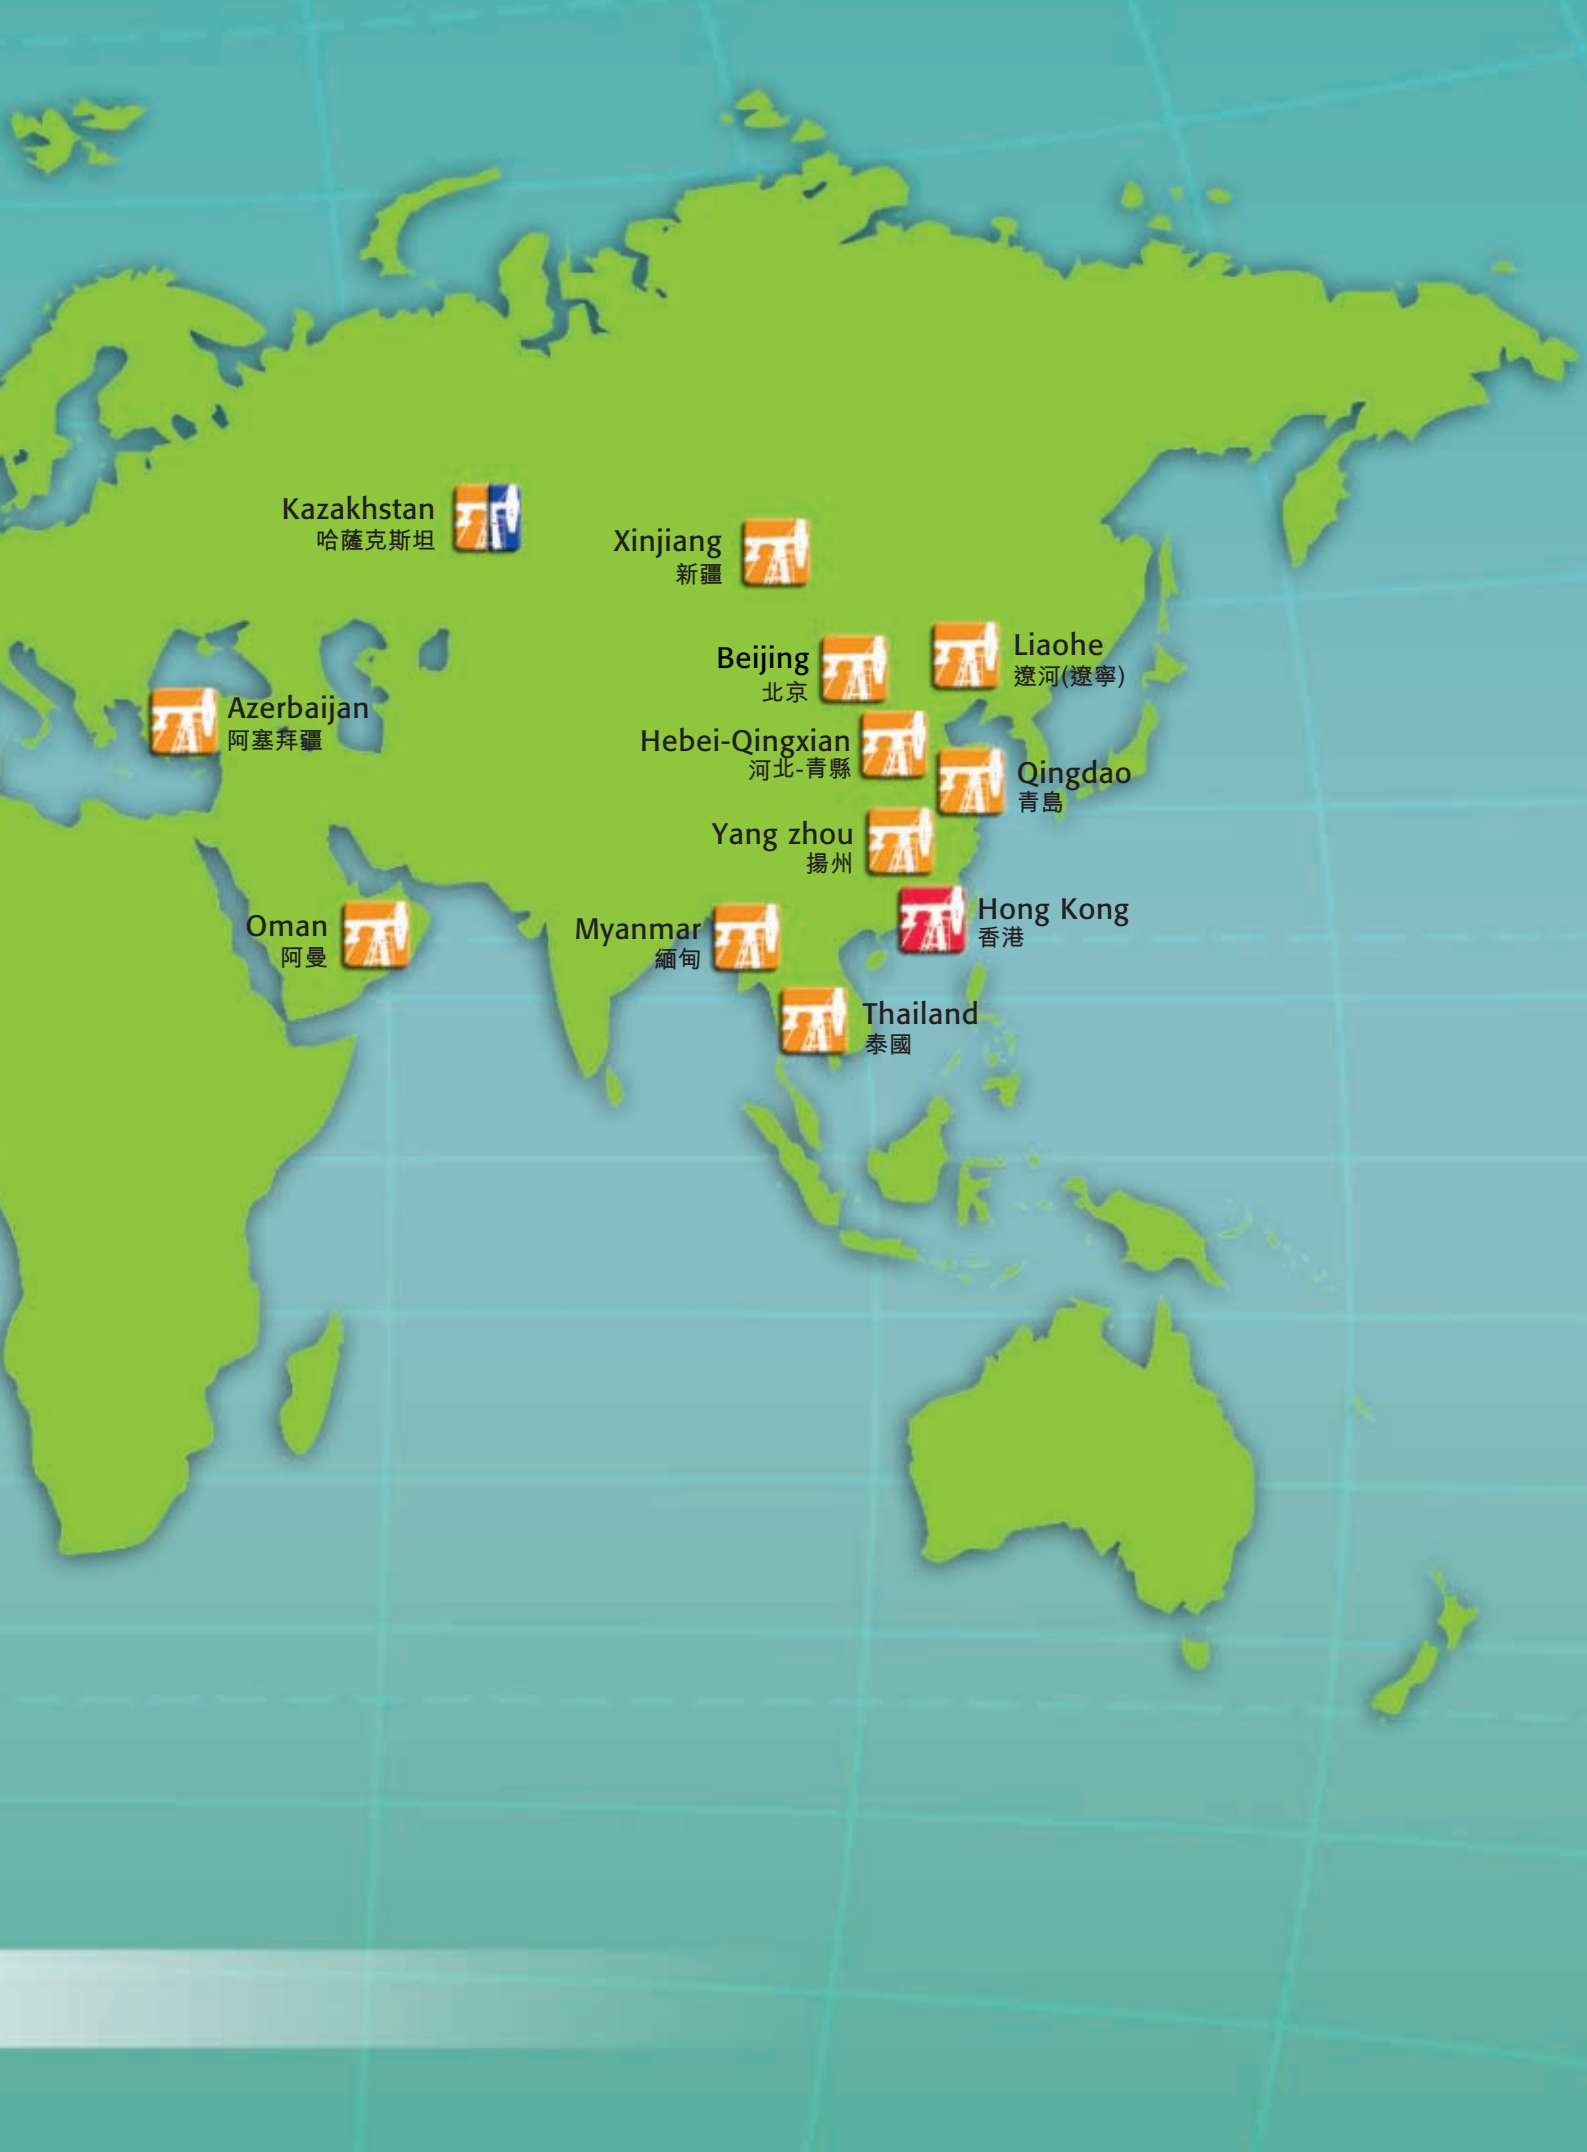 Kazakhstan
哈薩克斯坦
Xinjiang
新疆
Beijing
北京
Liaohe
遼河(遼寧)
Azerbaijan
阿塞拜疆
Hebei-Qingxian
河北-青縣
Qingdao
青島
Yang zhou
揚州
Hong Kong
香港
Oman
阿曼
Myanmar
緬甸
Thailand
泰國